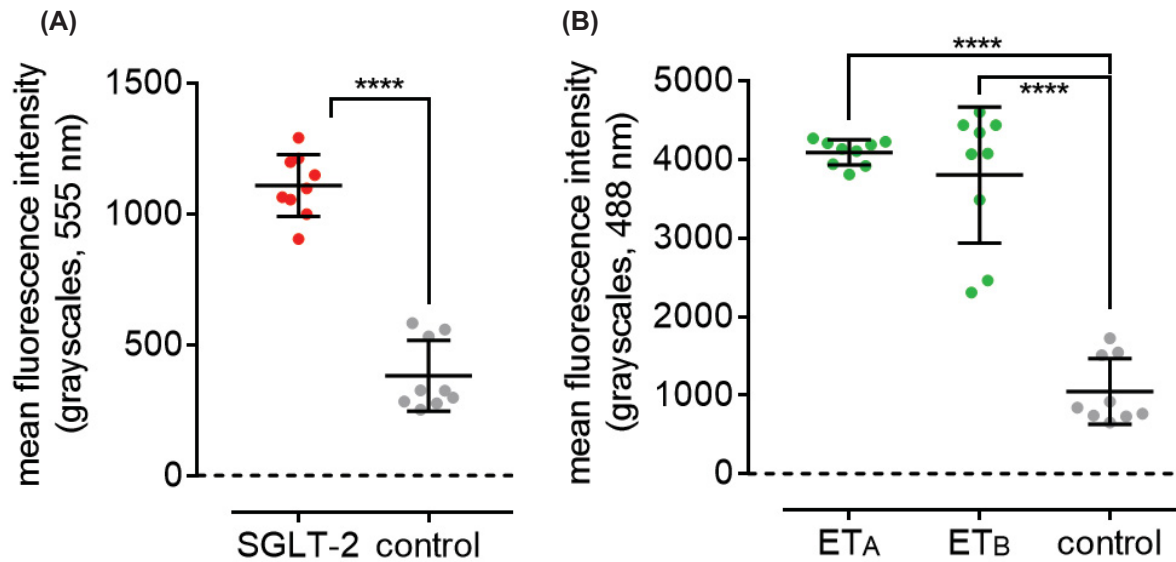 (A)
mean fluorescence intensity
(grayscales, 555 nm)
1500
1000
500
0
****
SGLT-2 control
(B)
mean fluorescence intensity
(grayscales, 488 nm)
5000
4000
3000
2000
1000
0
****
****
ETA ETB control